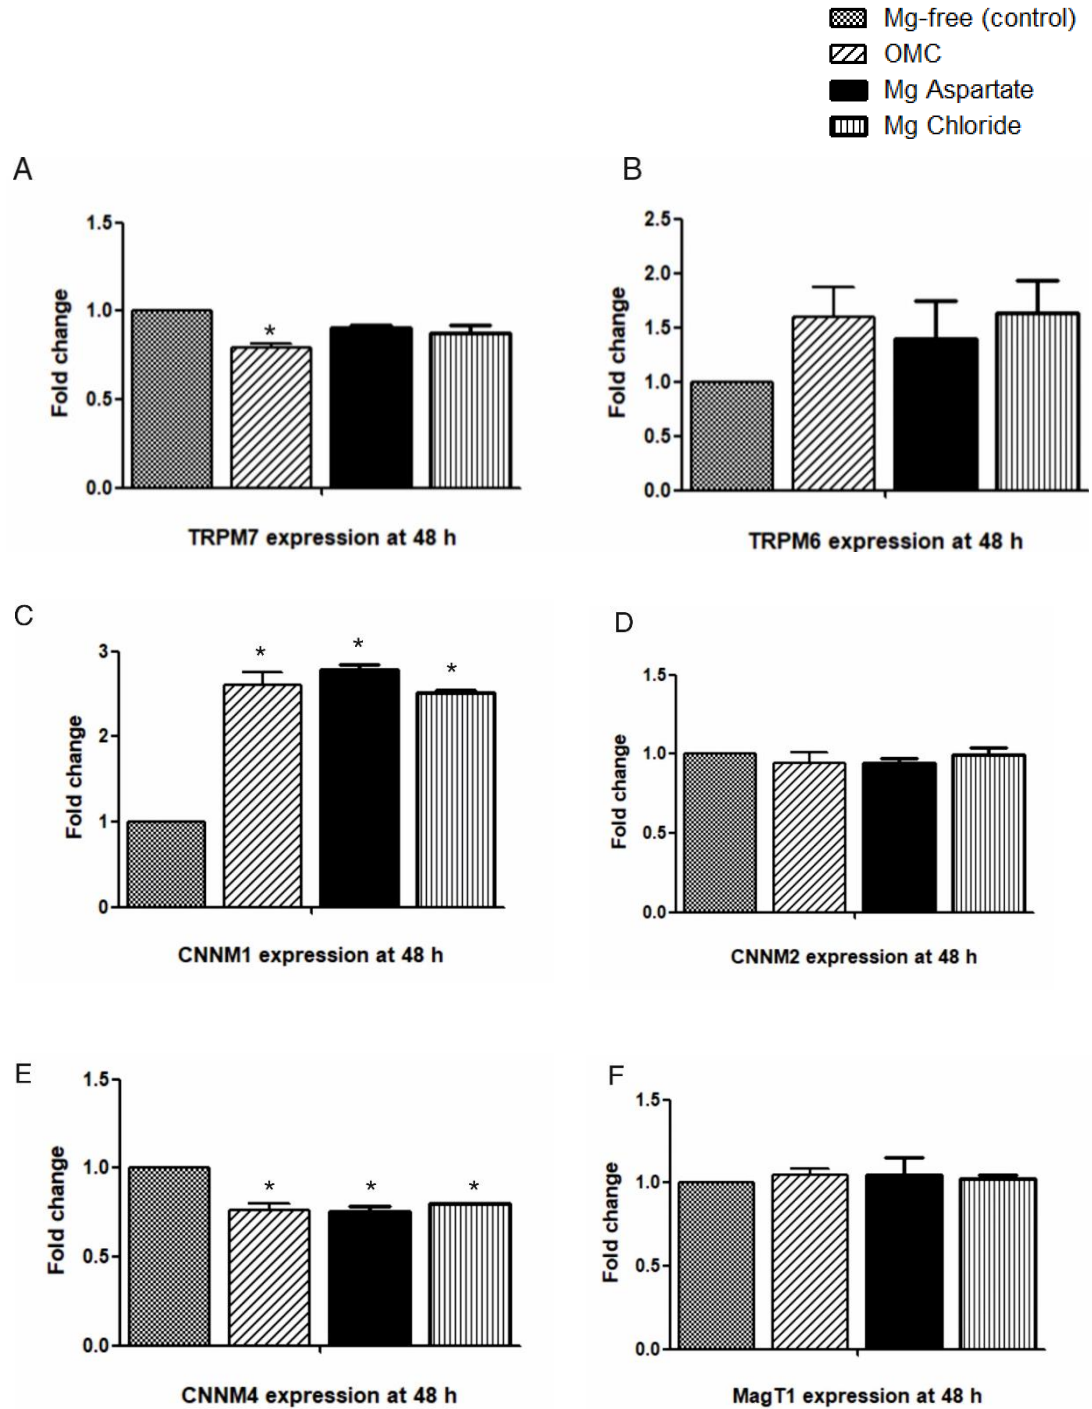 Mg-free (control)
OMC
Mg Aspartate
Mg Chloride
A
1.5
1.0
0.5
0.0
Fold change
*
TRPM7 expression at 48 h
B
2.5
2.0
1.5
1.0
0.5
0.0
Fold change
TRPM6 expression at 48 h
C
3
2
1
0
Fold change
*
*
*
CNNM1 expression at 48 h
D
1.5
1.0
0.5
0.0
Fold change
CNNM2 expression at 48 h
E
1.5
1.0
0.5
0.0
Fold change
* * *
CNNM4 expression at 48 h
F
1.5
1.0
0.5
0.0
Fold change
MagT1 expression at 48 h